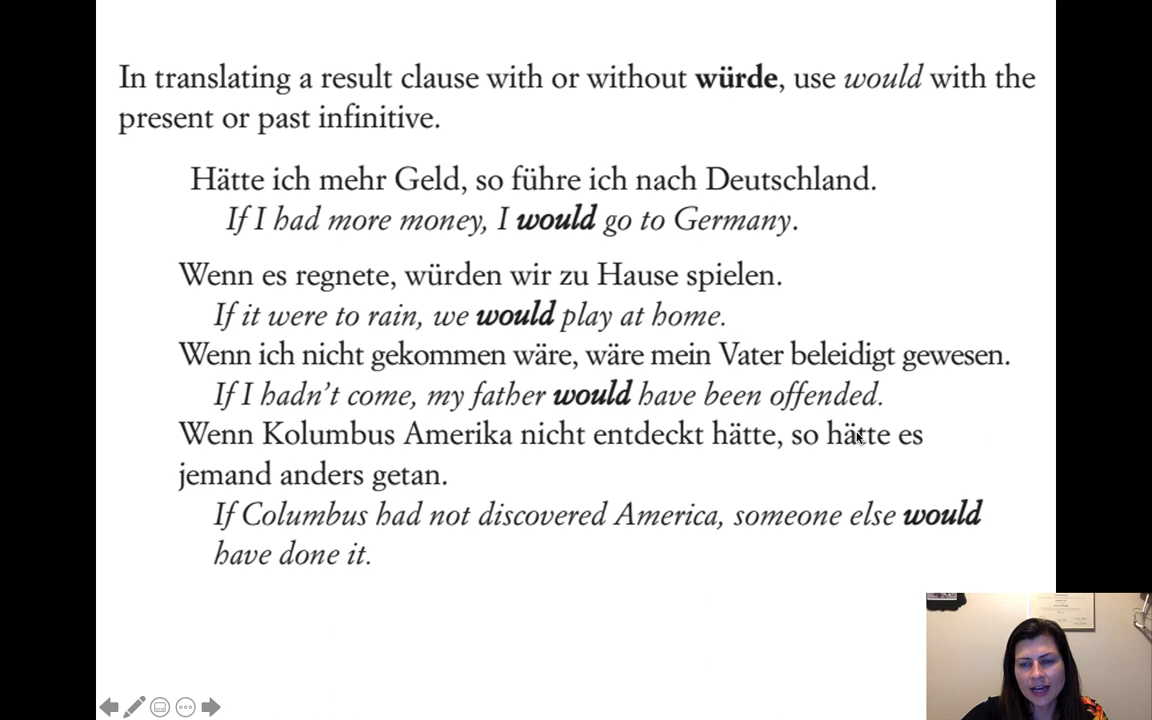 In translating a result clause with or without würde, use would with the
present or past infinitive.
Hätte ich mehr Geld, so führe ich nach Deutschland.
If I had more money, I would go to Germany.
Wenn es regnete, würden wir zu Hause spielen.
If it were to rain, we would play at home.
Wenn ich nicht gekommen wäre, wäre mein Vater beleidigt gewesen.
If I hadn't come, my father would have been offended.
Wenn Kolumbus Amerika nicht entdeckt hätte, so hätte es
jemand anders getan.
If Columbus had not discovered America, someone else would
have done it.